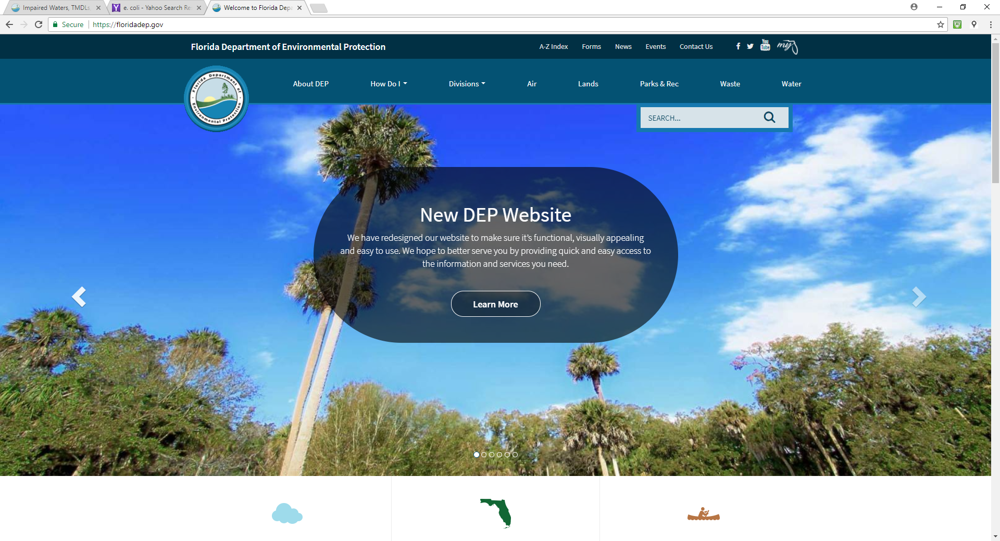 Impaired Waters, TMDLs,
e. coli - Yahoo Search Re
Welcome to Florida Depa
Secure
https://floridadep.gov
Florida Department of Environmental Protection
A-Z Index
Forms
News
Events
Contact Us
You
Tube
my
Florida Department of
Environmental Protection
About DEP
How Do I
Divisions
Air
Lands
Parks & Rec
Waste
Water
SEARCH...
New DEP Website
We have redesigned our website to make sure it’s functional, visually appealing
and easy to use. We hope to better serve you by providing quick and easy access to
the information and services you need.
Learn More